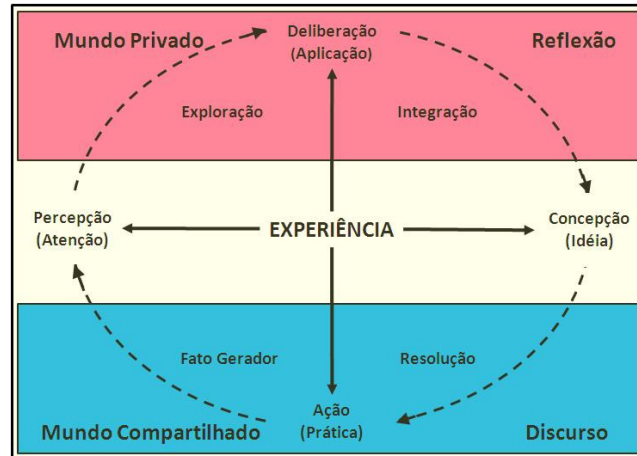 Mundo Privado
Deliberação
(Aplicação)
Reflexão
Exploração
Integração
Percepção
(Atenção)
EXPERIÊNCIA
Concepção
(Idéia)
Fato Gerador
Resolução
Ação
(Prática)
Mundo Compartilhado
Discurso